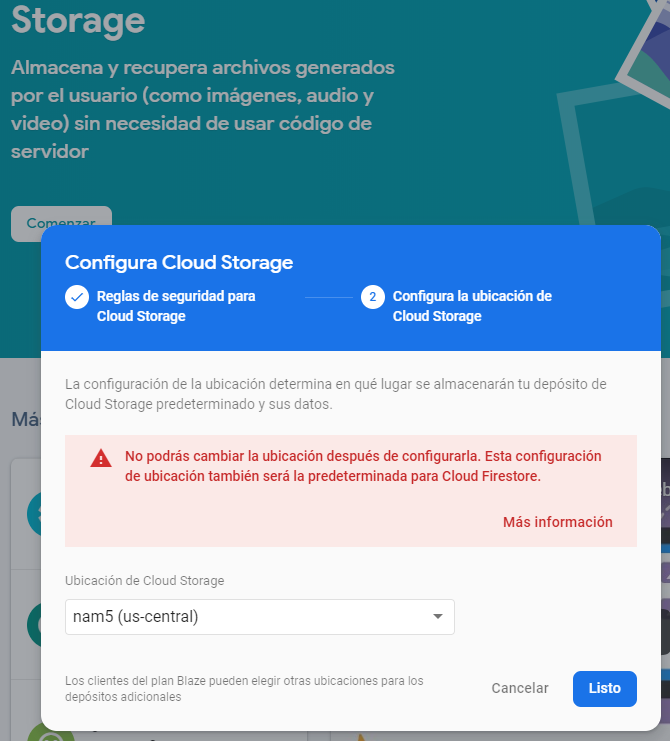 Storage
Almacena y recupera archivos generados
por el usuario (como imágenes, audio y
video) sin necesidad de usar código de
servidor
Comenzar
Configura Cloud Storage
Reglas de seguridad para
Cloud Storage
2
Configura la ubicación de
Cloud Storage
La configuración de la ubicación determina en qué lugar se almacenarán tu depósito de
Cloud Storage predeterminado y sus datos.
Más
No podrás cambiar la ubicación después de configurarla. Esta configuración
de ubicación también será la predeterminada para Cloud Firestore.
Más información
Ubicación de Cloud Storage
nam5 (us-central)
Los clientes del plan Blaze pueden elegir otras ubicaciones para los
depósitos adicionales
Cancelar
Listo